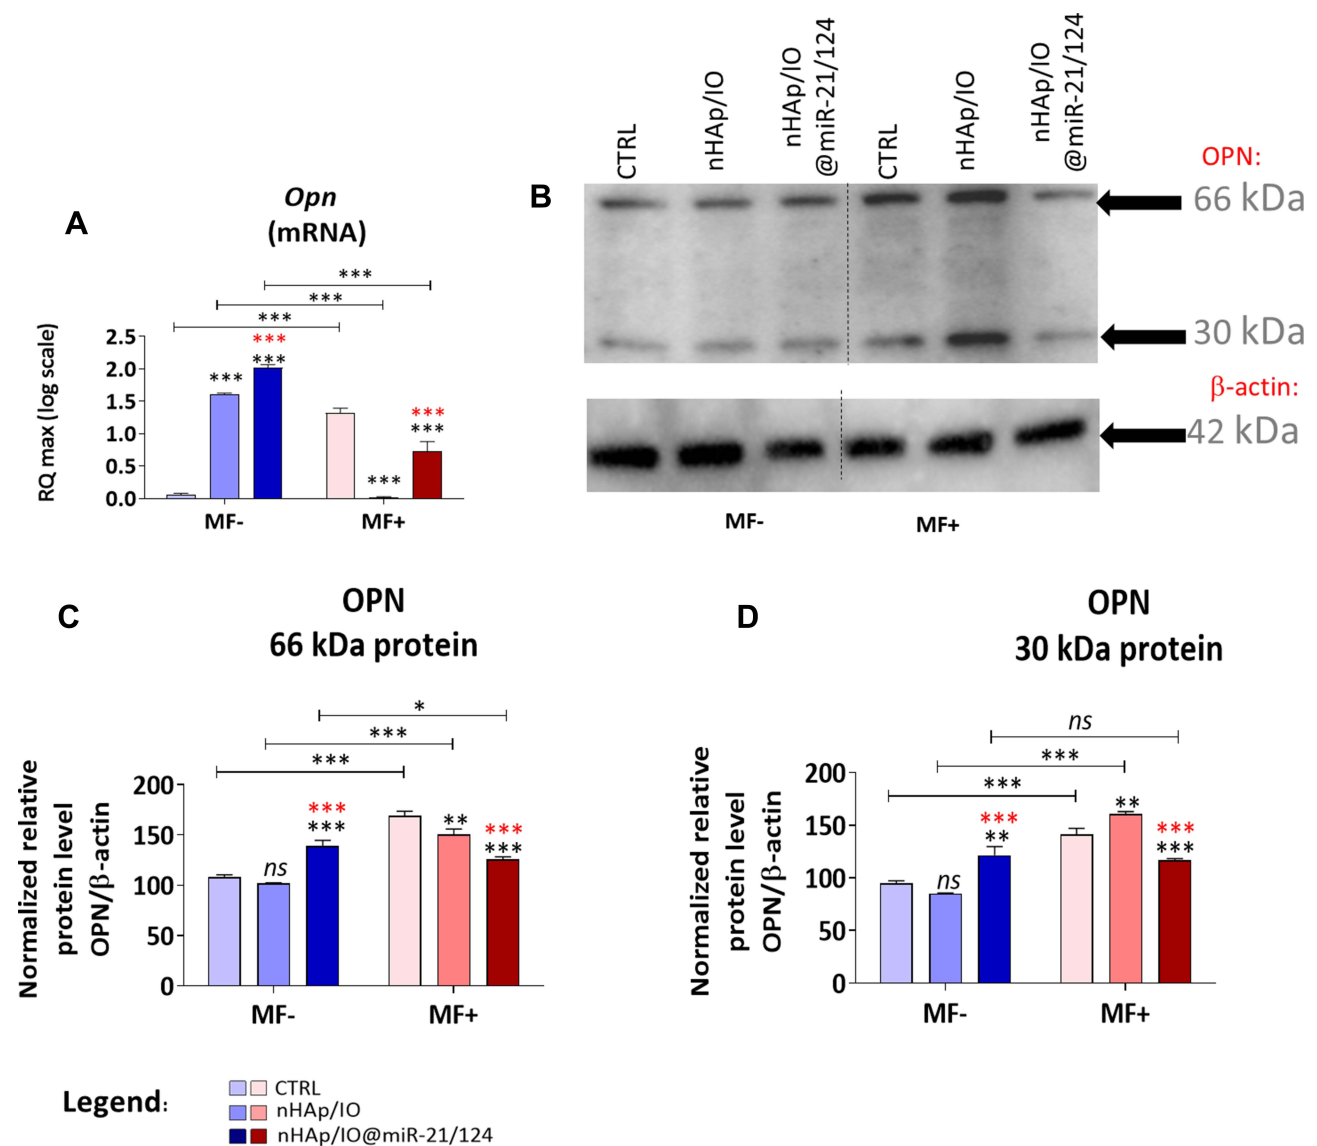 A
Opn
(mRNA)
***
***
***
RQ max (log scale)
2.5
2.0
1.5
1.0
0.5
0.0
***
***
***
***
***
***
MF-
MF+
B
CTRL
nHAp/IO
nHAp/IO
@miR-21/124
CTRL
nHAp/IO
nHAp/IO
@miR-21/124
OPN:
66 kDa
30 kDa
β-actin:
42 kDa
MF-
MF+
C
OPN
66 kDa protein
*
***
***
Normalized relative
protein level
OPN/β-actin
200
150
100
50
0
ns
***
***
**
***
***
MF-
MF+
D
OPN
30 kDa protein
ns
***
***
Normalized relative
protein level
OPN/β-actin
200
150
100
50
0
ns
***
**
**
***
***
MF-
MF+
Legend:
CTRL
nHAp/IO
nHAp/IO@miR-21/124